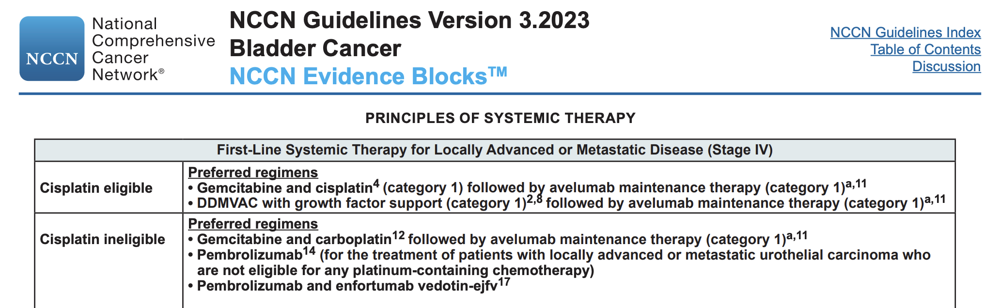 National
Comprehensive
Cancer
Network®
NCCN
NCCN Guidelines Version 3.2023
Bladder Cancer
NCCN Evidence Blocks™
NCCN Guidelines Index
Table of Contents
Discussion
PRINCIPLES OF SYSTEMIC THERAPY
First-Line Systemic Therapy for Locally Advanced or Metastatic Disease (Stage IV)
Cisplatin eligible
Preferred regimens
• Gemcitabine and cisplatin4 (category 1) followed by avelumab maintenance therapy (category 1)a,11
• DDMVAC with growth factor support (category 1)2,8 followed by avelumab maintenance therapy (category 1)a,11
Cisplatin ineligible
Preferred regimens
• Gemcitabine and carboplatin12 followed by avelumab maintenance therapy (category 1)a,11
• Pembrolizumab14 (for the treatment of patients with locally advanced or metastatic urothelial carcinoma who
are not eligible for any platinum-containing chemotherapy)
• Pembrolizumab and enfortumab vedotin-ejfv17